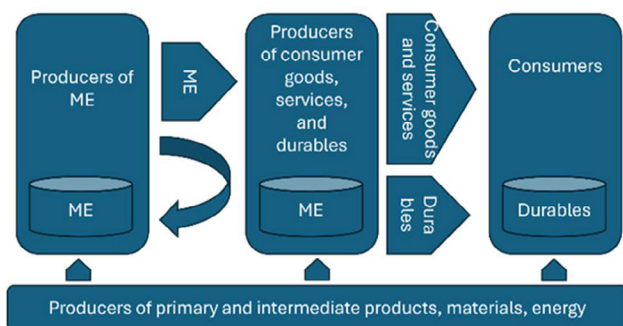 Producers of
ME
ME
ME
Producers
of consumer
goods,
services,
and
durables
ME
Consumer goods
and services
Dura
bles
Consumers
Durables
Producers of primary and intermediate products, materials, energy